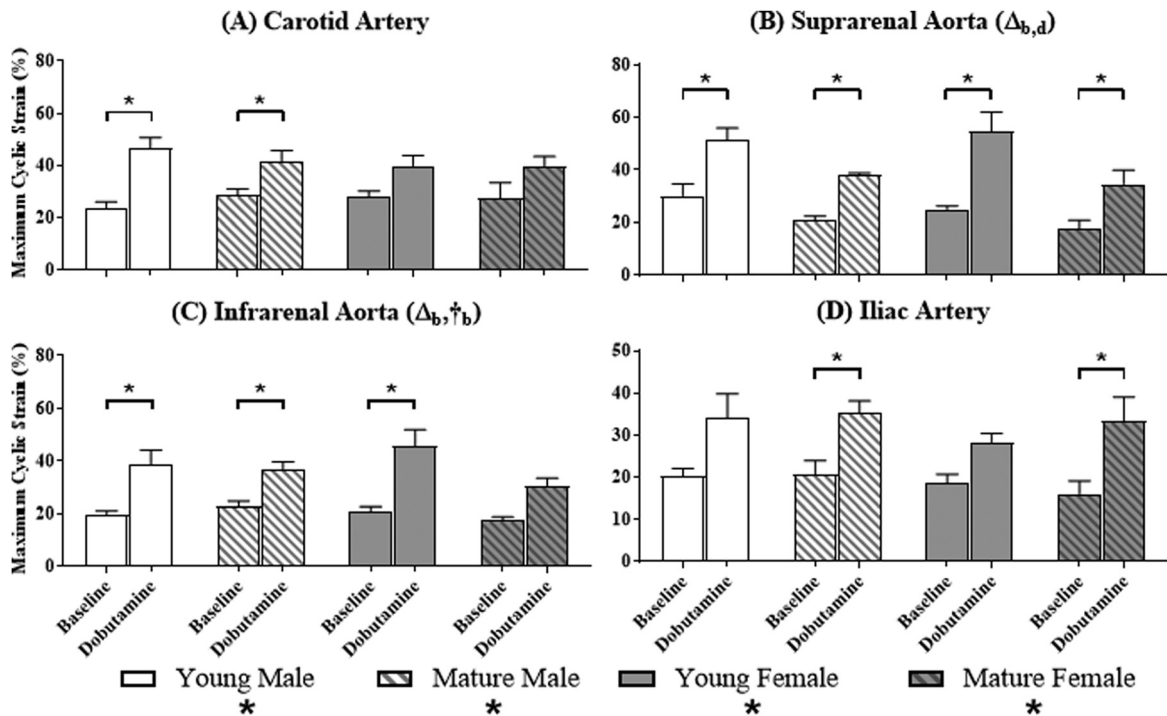 (A) Carotid Artery
Maximum Cyclic Strain (%)
80
60
40
20
0
*
*
(B) Suprarenal Aorta (Δb,d)
80
60
40
20
0
*
*
*
*
(C) Infrarenal Aorta (Δb,†b)
Maximum Cyclic Strain (%)
80
60
40
20
0
*
*
*
Baseline
Dobutamine
Baseline
Dobutamine
Baseline
Dobutamine
Baseline
Dobutamine
(D) Iliac Artery
50
40
30
20
10
0
*
*
Baseline
Dobutamine
Baseline
Dobutamine
Baseline
Dobutamine
Baseline
Dobutamine
Young Male Mature Male Young Female Mature Female
* * * *